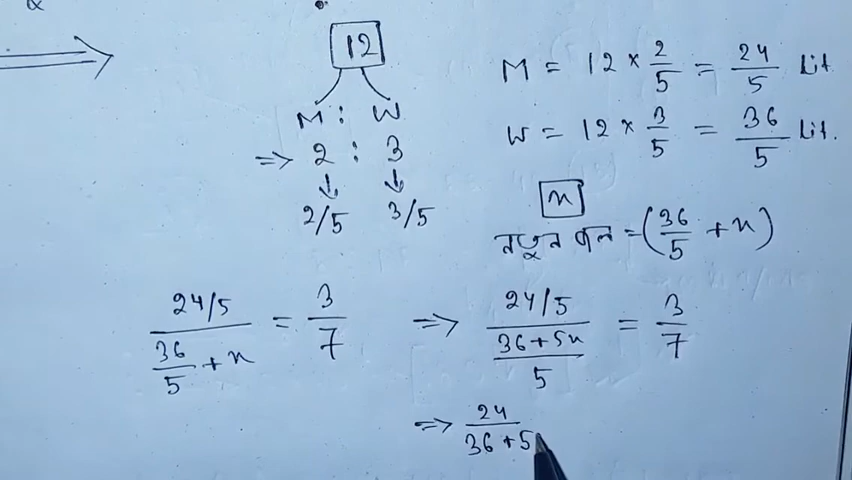 12
M : W
=> 2 : 3
↓ ↓
2/5 3/5
M = 12 × 2/5 = 24/5 Lit
W = 12 × 3/5 = 36/5 Lit.
x
নতুন জল = (36/5 + x)
(24/5)/(36/5 + x) = 3/7 => (24/5)/((36+5x)/5) = 3/7
=> 24/(36+5